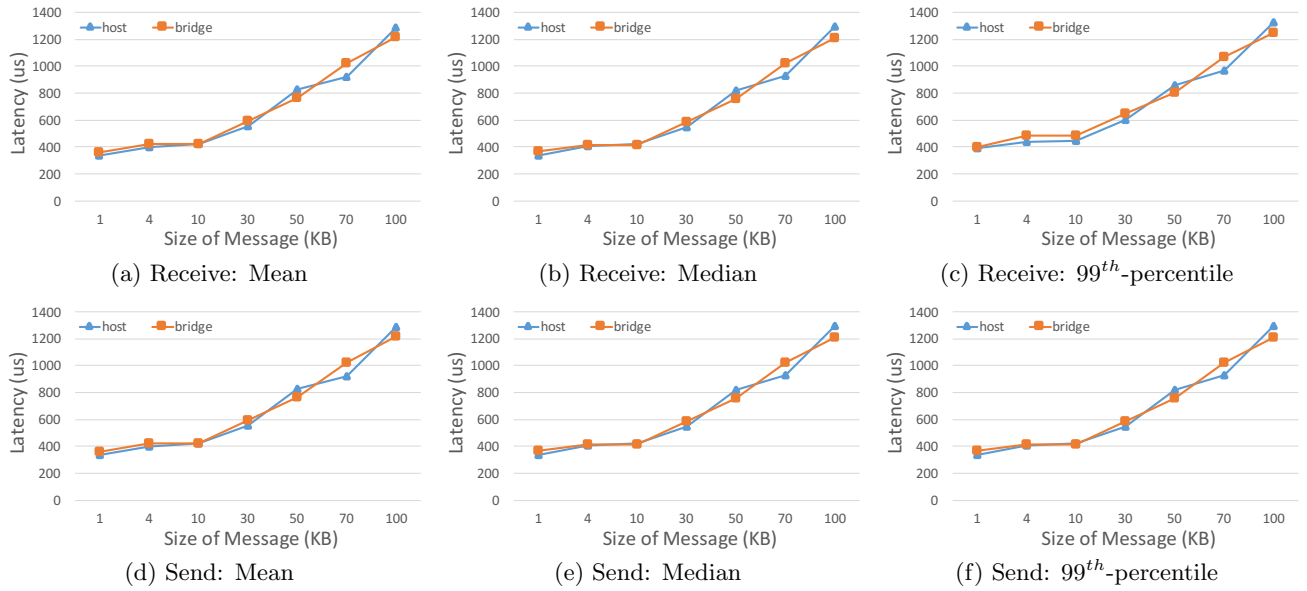 1400
1200
1000
800
600
400
200
0
Latency (us)
host bridge
1 4 10 30 50 70 100
Size of Message (KB)
(a) Receive: Mean
1400
1200
1000
800
600
400
200
0
Latency (us)
host bridge
1 4 10 30 50 70 100
Size of Message (KB)
(b) Receive: Median
1400
1200
1000
800
600
400
200
0
Latency (us)
host bridge
1 4 10 30 50 70 100
Size of Message (KB)
(c) Receive: 99th-percentile
1400
1200
1000
800
600
400
200
0
Latency (us)
host bridge
1 4 10 30 50 70 100
Size of Message (KB)
(d) Send: Mean
1400
1200
1000
800
600
400
200
0
Latency (us)
host bridge
1 4 10 30 50 70 100
Size of Message (KB)
(e) Send: Median
1400
1200
1000
800
600
400
200
0
Latency (us)
host bridge
1 4 10 30 50 70 100
Size of Message (KB)
(f) Send: 99th-percentile